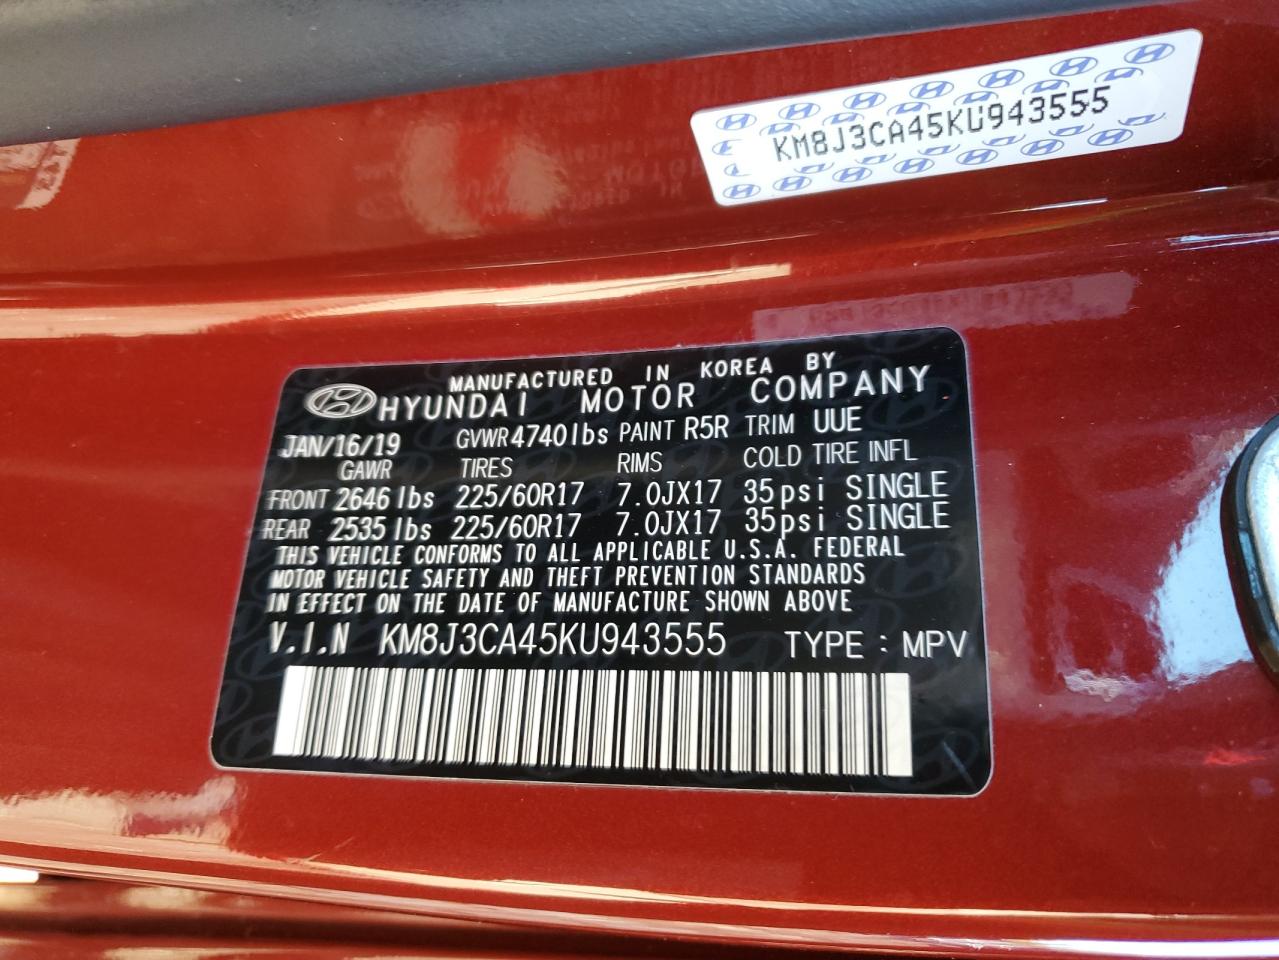 KM8J3CA45KU943555
MANUFACTURED IN KOREA BY
HYUNDAI MOTOR COMPANY
JAN/16/19 GVWR 4740lbs PAINT R5R TRIM UUE
GAWR TIRES RIMS COLD TIRE INFL
FRONT 2646 lbs 225/60R17 7.0JX17 35psi SINGLE
REAR 2535 lbs 225/60R17 7.0JX17 35psi SINGLE
THIS VEHICLE CONFORMS TO ALL APPLICABLE U.S.A. FEDERAL
MOTOR VEHICLE SAFETY AND THEFT PREVENTION STANDARDS
IN EFFECT ON THE DATE OF MANUFACTURE SHOWN ABOVE
V.I.N KM8J3CA45KU943555 TYPE : MPV